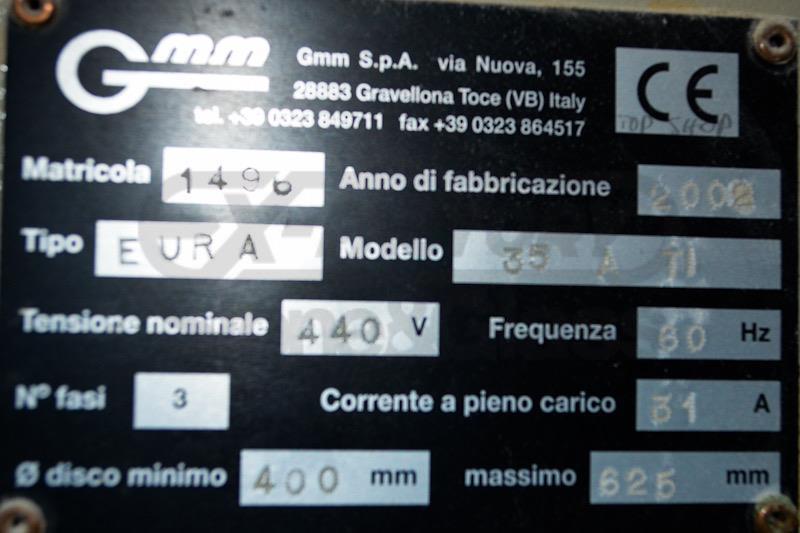 Gmm
Gmm S.p.A. via Nuova, 155
28883 Gravellona Toce (VB) Italy
tel. +39 0323 849711 fax +39 0323 864517
CE
TOP SHOP
Matricola 1496 Anno di fabbricazione
Tipo EURA Modello 35 A TI
Tensione nominale 440 V Frequenza 60 Hz
N° fasi 3 Corrente a pieno carico 31 A
Ø disco minimo 400 mm massimo 625 mm